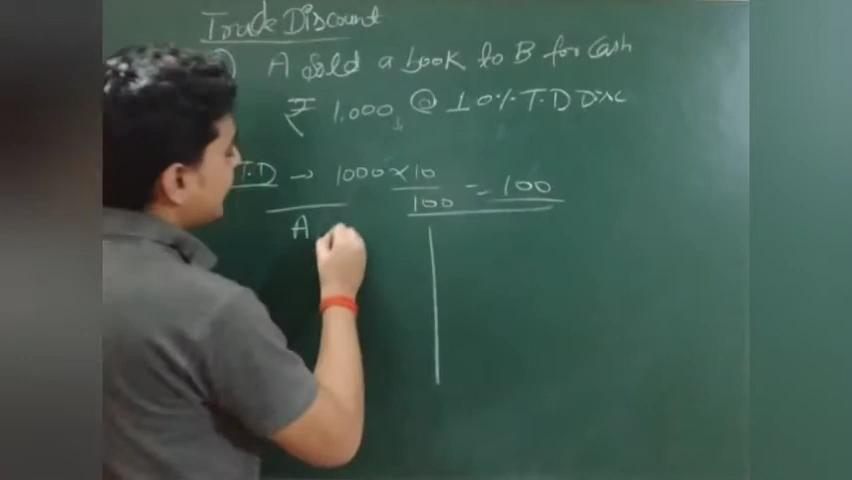 Trade Discount
A Sold a book to B for Cash
₹ 1.000, @ 10% T.D Disc
T.D → 1000 × 10
100 = 100
A